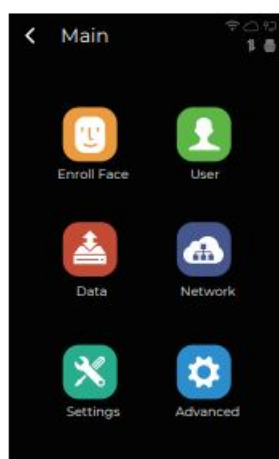 Main
Enroll Face
User
Data
Network
Settings
Advanced